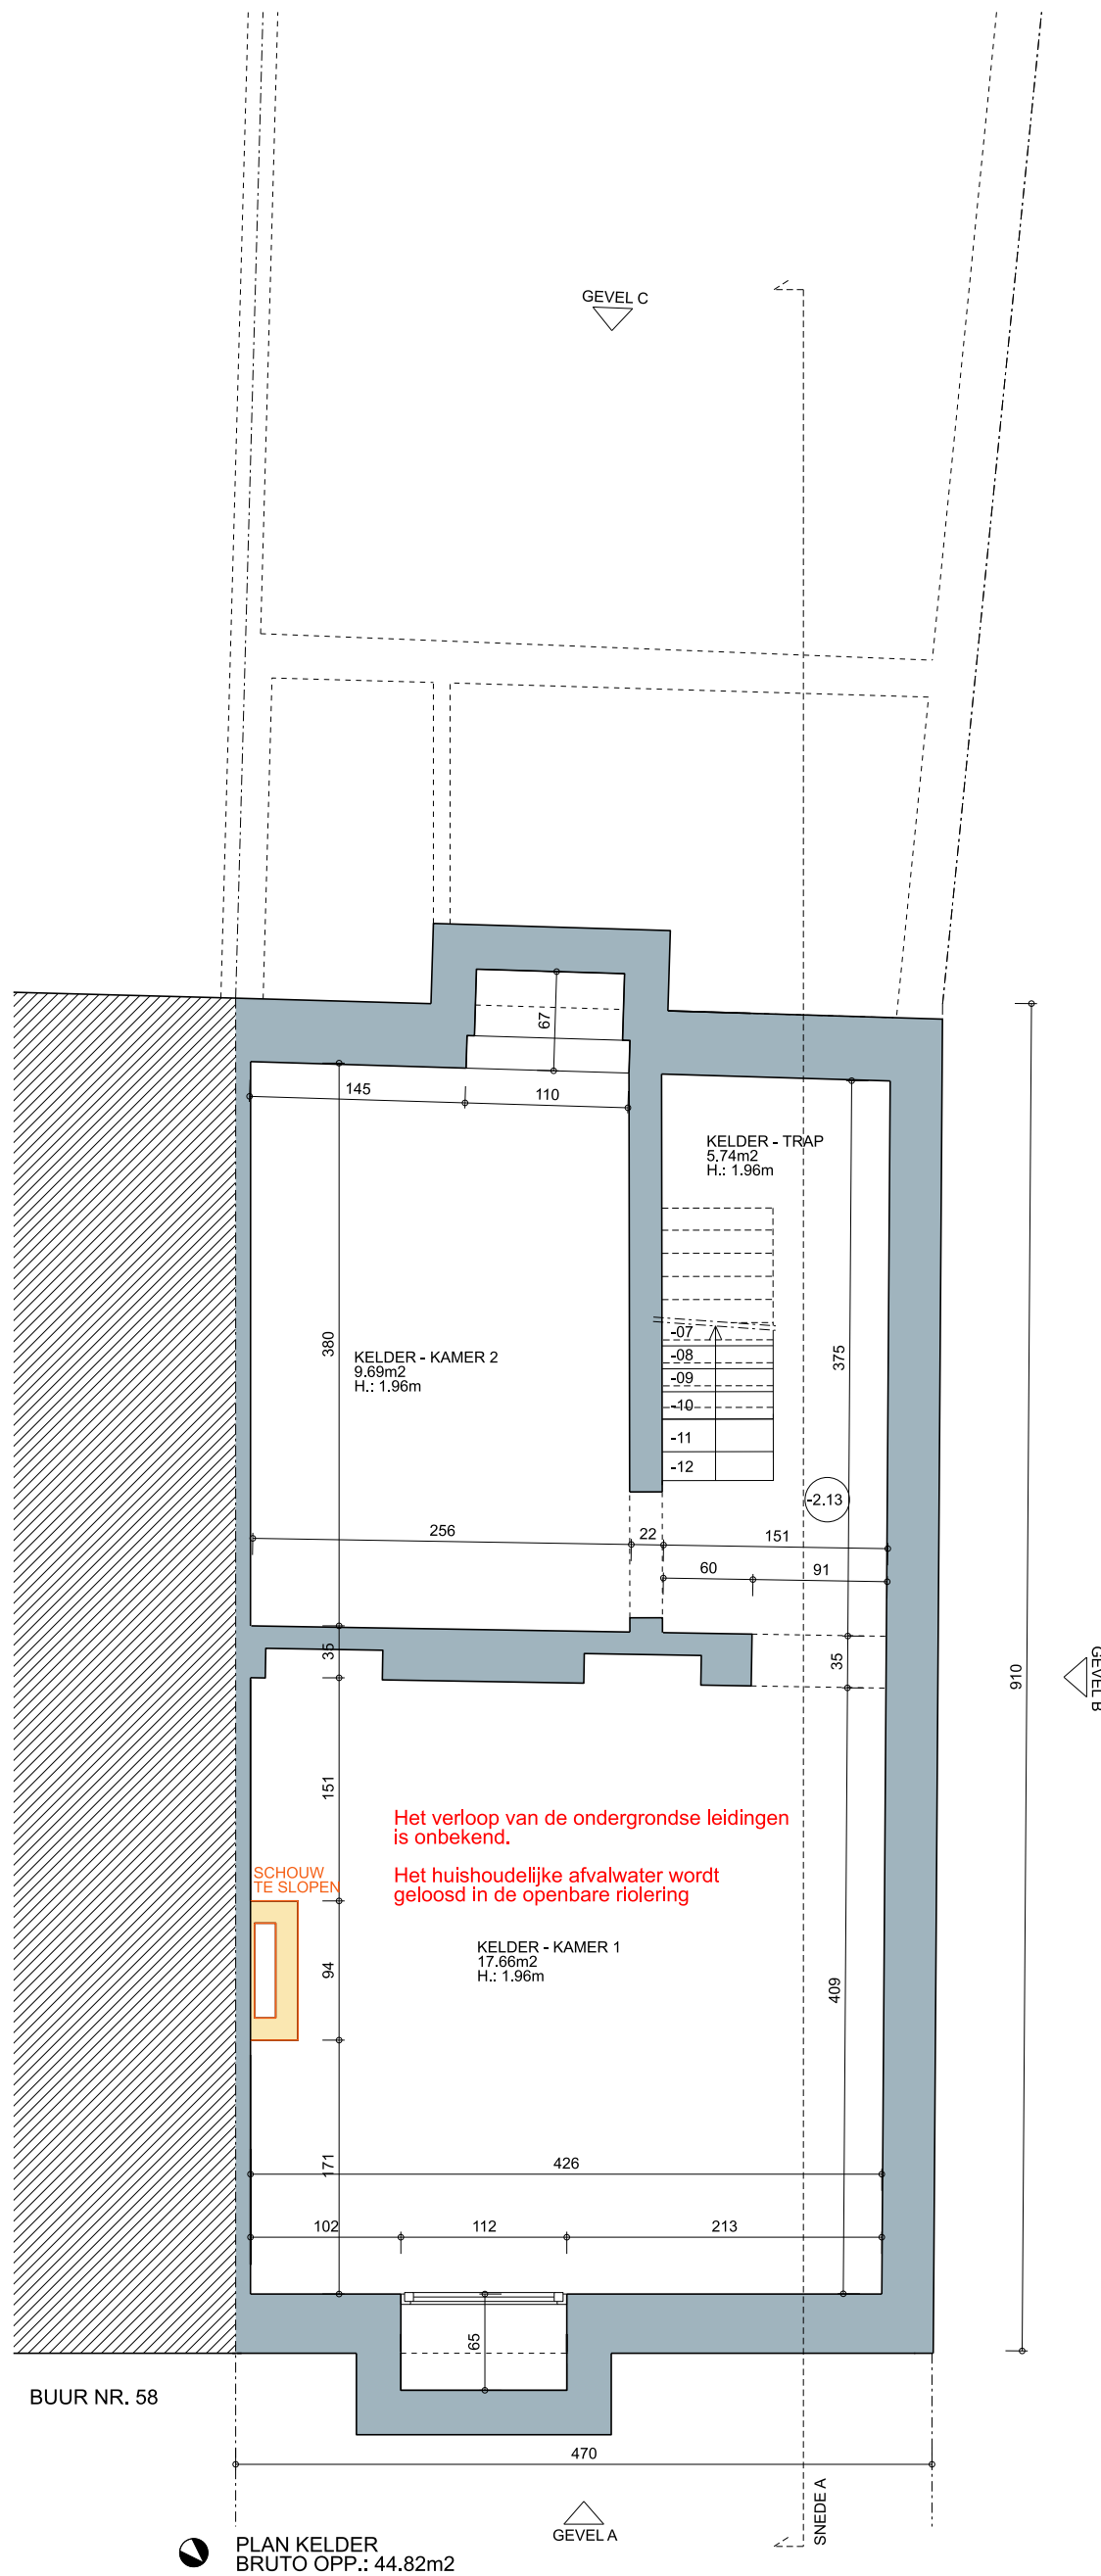 GEVEL C
67
145
110
KELDER - TRAP
5.74m2
H.: 1.96m
380
KELDER - KAMER 2
9.69m2
H.: 1.96m
-07
-08
-09
-10
-11
-12
375
-2.13
256
22
151
60
91
35
35
910
GEVEL B
151
Het verloop van de ondergrondse leidingen
is onbekend.
Het huishoudelijke afvalwater wordt
geloosd in de openbare riolering
SCHOUW
TE SLOPEN
KELDER - KAMER 1
17.66m2
H.: 1.96m
94
409
171
426
102
112
213
65
BUUR NR. 58
470
SNEDE A
GEVEL A
PLAN KELDER
BRUTO OPP.: 44.82m2